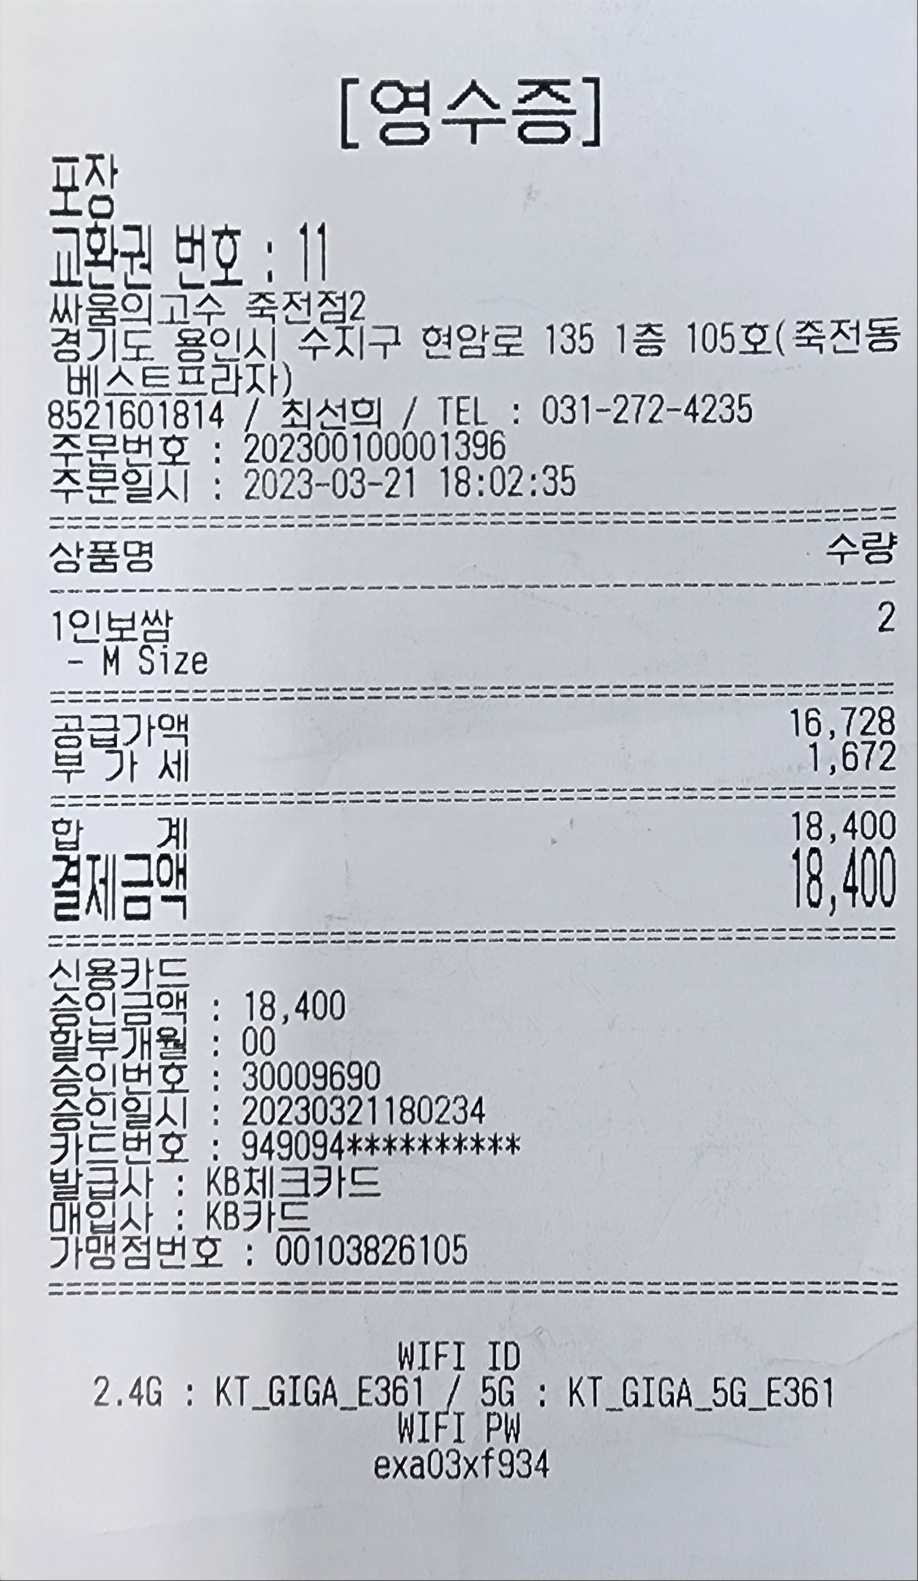 [영수증]
포장
교환권 번호 : 11
싸움의고수 죽전점2
경기도 용인시 수지구 현암로 135 1층 105호(죽전동
베스트프라자)
8521601814 / 최선희 / TEL : 031-272-4235
주문번호 : 202300100001396
주문일시 : 2023-03-21 18:02:35
상품명 수량
1인보쌈 2
- M Size
공급가액 16,728
부 가 세 1,672
합 계 18,400
결제금액 18,400
신용카드
승인금액 : 18,400
할부개월 : 00
승인번호 : 30009690
승인일시 : 20230321180234
카드번호 : 949094**********
발급사 : KB체크카드
매입사 : KB카드
가맹점번호 : 00103826105
WIFI ID
2.4G : KT_GIGA_E361 / 5G : KT_GIGA_5G_E361
WIFI PW
exa03xf934